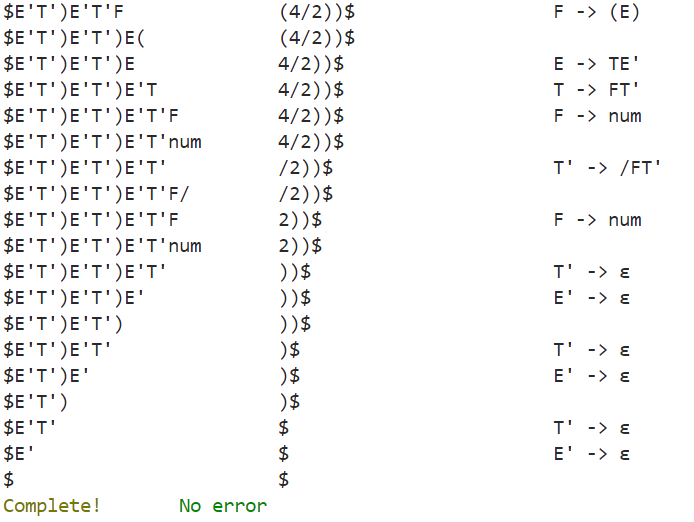 $E'T')E'T'F (4/2))$ F -> (E)
$E'T')E'T')E( (4/2))$
$E'T')E'T')E 4/2))$ E -> TE'
$E'T')E'T')E'T 4/2))$ T -> FT'
$E'T')E'T')E'T'F 4/2))$ F -> num
$E'T')E'T')E'T'num 4/2))$
$E'T')E'T')E'T' /2))$ T' -> /FT'
$E'T')E'T')E'T'F/ /2))$
$E'T')E'T')E'T'F 2))$ F -> num
$E'T')E'T')E'T'num 2))$
$E'T')E'T')E'T' ))$ T' -> ε
$E'T')E'T')E' ))$ E' -> ε
$E'T')E'T') ))$
$E'T')E'T' )$ T' -> ε
$E'T')E' )$ E' -> ε
$E'T') )$
$E'T' $ T' -> ε
$E' $ E' -> ε
$ $
Complete! No error